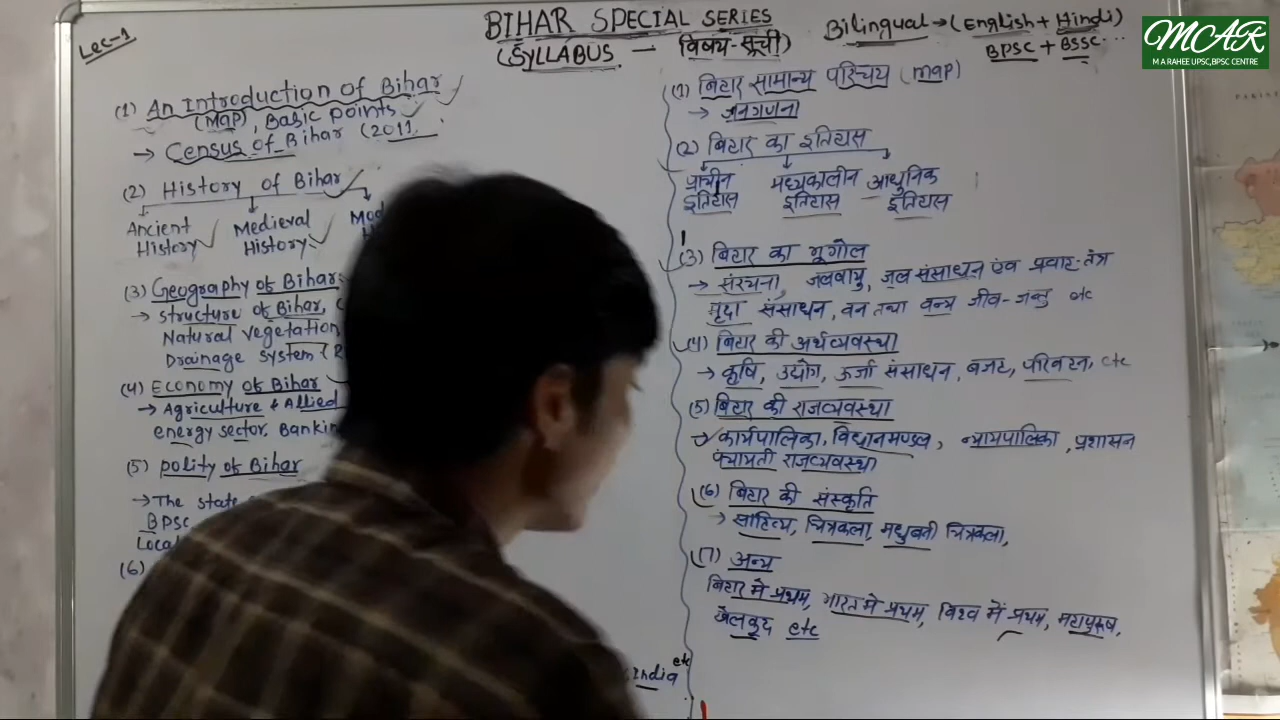 Lec-1
BIHAR SPECIAL SERIES
(SYLLABUS — विषय-सूची)
Bilingual → (English + Hindi)
BPSC + BSSC...
MCAR
M A RAHEE UPSC,BPSC CENTRE
(1) An Introduction of Bihar
(Map), Basic points
→ Census of Bihar (2011
(2) History of Bihar
Ancient History
Medieval History
(3) Geography of Bihar
→ structure of Bihar,
Natural vegetation
Drainage system (
(4) Economy of Bihar
→ Agriculture & Allied
energy sector,
(5) polity of Bihar
→ The state
BPSC
(6)
India etc
(1) बिहार सामान्य परिचय (Map)
→ जनगणना
(2) बिहार का इतिहास
प्राचीन इतिहास
मध्यकालीन इतिहास
आधुनिक इतिहास
(3) बिहार का भूगोल
→ संरचना, जलवायु, जल संसाधन एंव प्रवाह-तंत्र
मृदा संसाधन, वन तथा वन्य जीव-जन्तु etc
(4) बिहार की अर्थव्यवस्था
→ कृषि, उद्योग, ऊर्जा संसाधन, बजट, परिवहन, etc
(5) बिहार की राजव्यवस्था
→ कार्यपालिका, विधानमण्डल, न्यायपालिका, प्रशासन
पंचायती राजव्यवस्था
(6) बिहार की संस्कृति
→ साहित्य, चित्रकला, मधुबनी चित्रकला,
(7) अन्य
बिहार मे प्रथम, भारत मे प्रथम, विश्व में प्रथम, महापुरूष,
खेलकूद etc